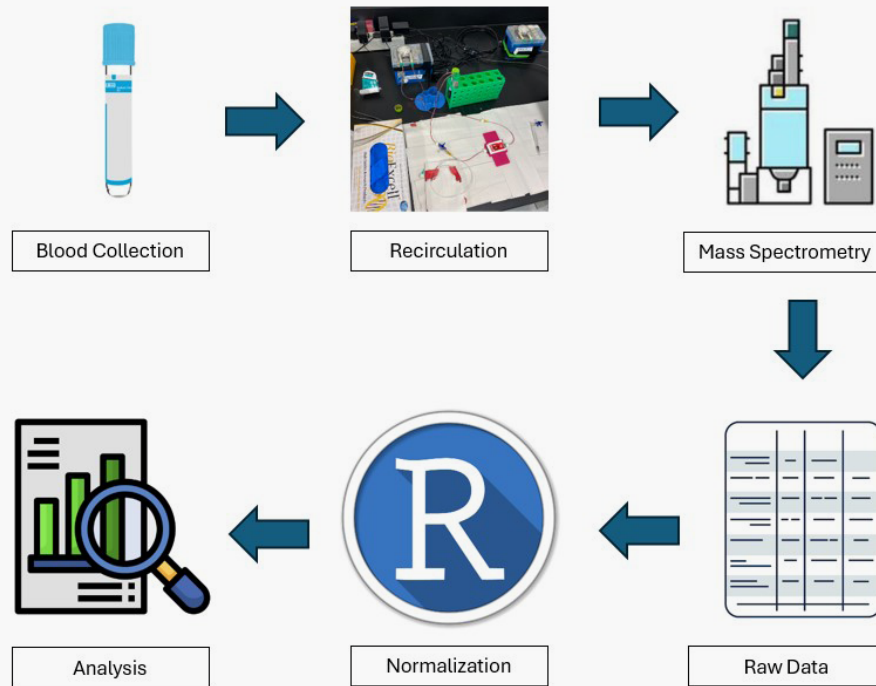 Blood Collection
Recirculation
Mass Spectrometry
R
Analysis
Normalization
Raw Data